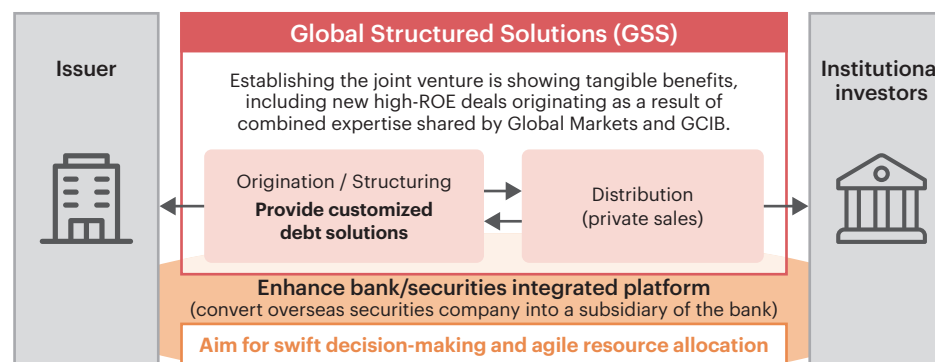 Global Structured Solutions (GSS)
Issuer
Establishing the joint venture is showing tangible benefits,
including new high-ROE deals originating as a result of
combined expertise shared by Global Markets and GCIB.
Institutiona
investors
Origination / Structuring
Provide customized
debt solutions
Distribution
(private sales)
Enhance bank/securities integrated platform
(convert overseas securities company into a subsidiary of the bank)
Aim for swift decision-making and agile resource allocation